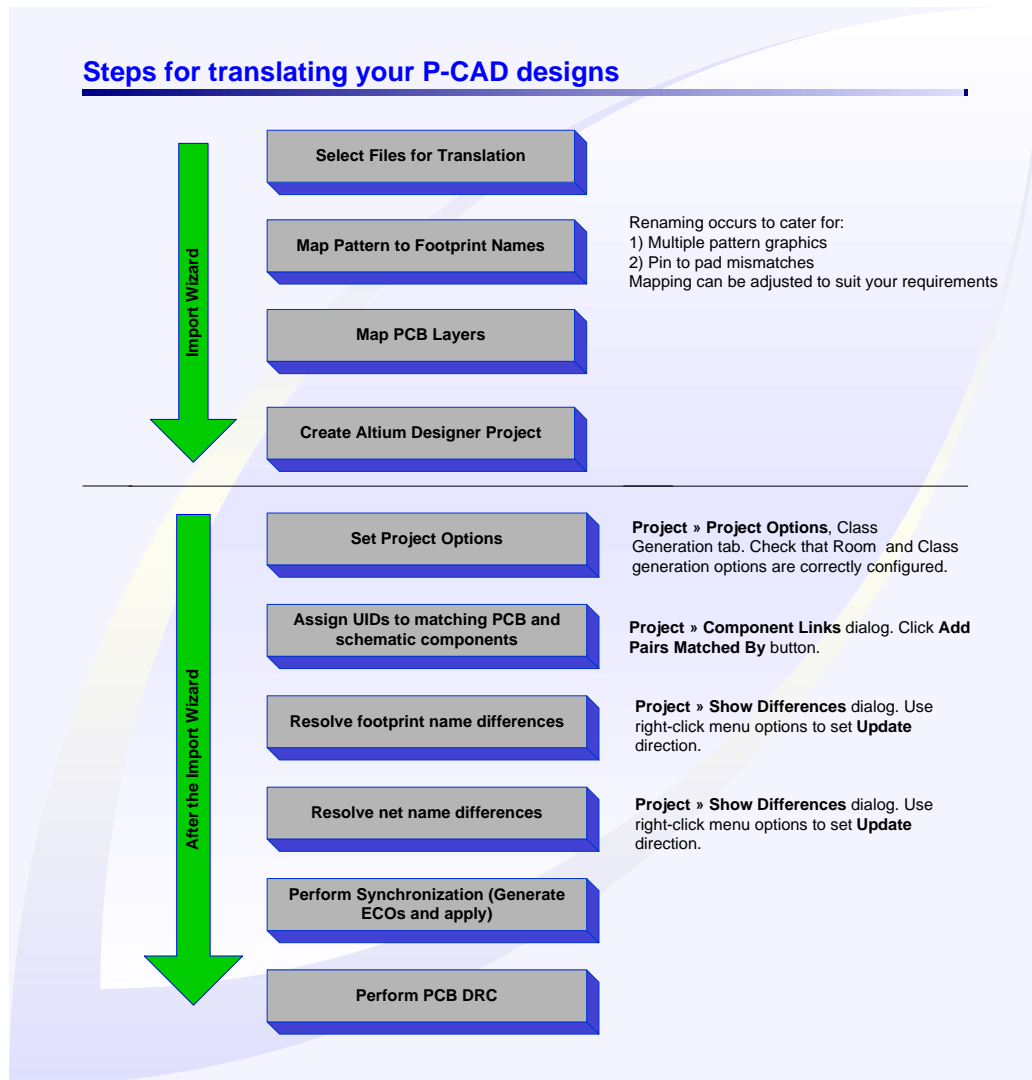 Steps for translating your P-CAD designs
Import Wizard
Select Files for Translation
Map Pattern to Footprint Names
Renaming occurs to cater for:
1) Multiple pattern graphics
2) Pin to pad mismatches
Mapping can be adjusted to suit your requirements
Map PCB Layers
Create Altium Designer Project
After the Import Wizard
Set Project Options
Project » Project Options, Class
Generation tab. Check that Room and Class
generation options are correctly configured.
Assign UIDs to matching PCB and
schematic components
Project » Component Links dialog. Click Add
Pairs Matched By button.
Resolve footprint name differences
Project » Show Differences dialog. Use
right-click menu options to set Update
direction.
Resolve net name differences
Project » Show Differences dialog. Use
right-click menu options to set Update
direction.
Perform Synchronization (Generate
ECOs and apply)
Perform PCB DRC